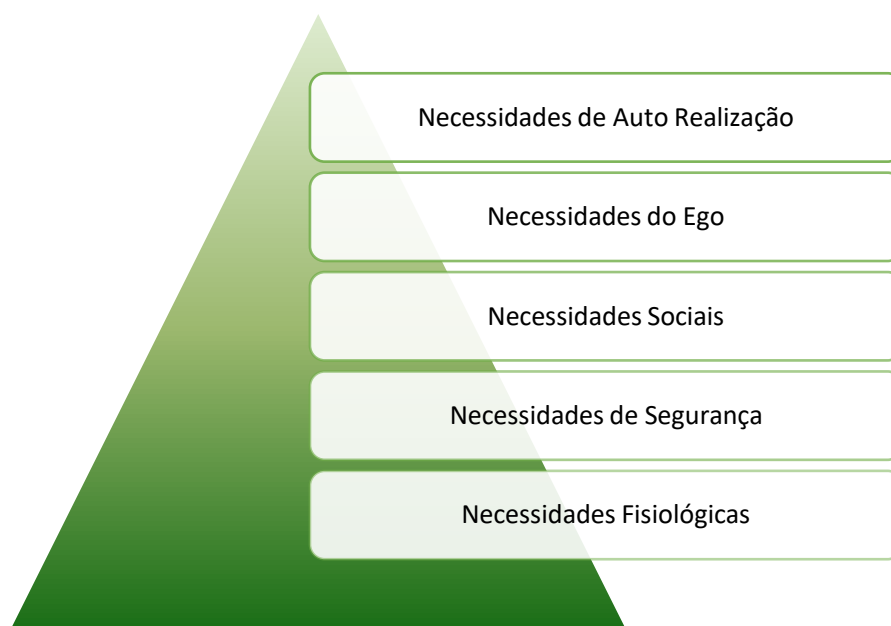 Necessidades de Auto Realização
Necessidades do Ego
Necessidades Sociais
Necessidades de Segurança
Necessidades Fisiológicas